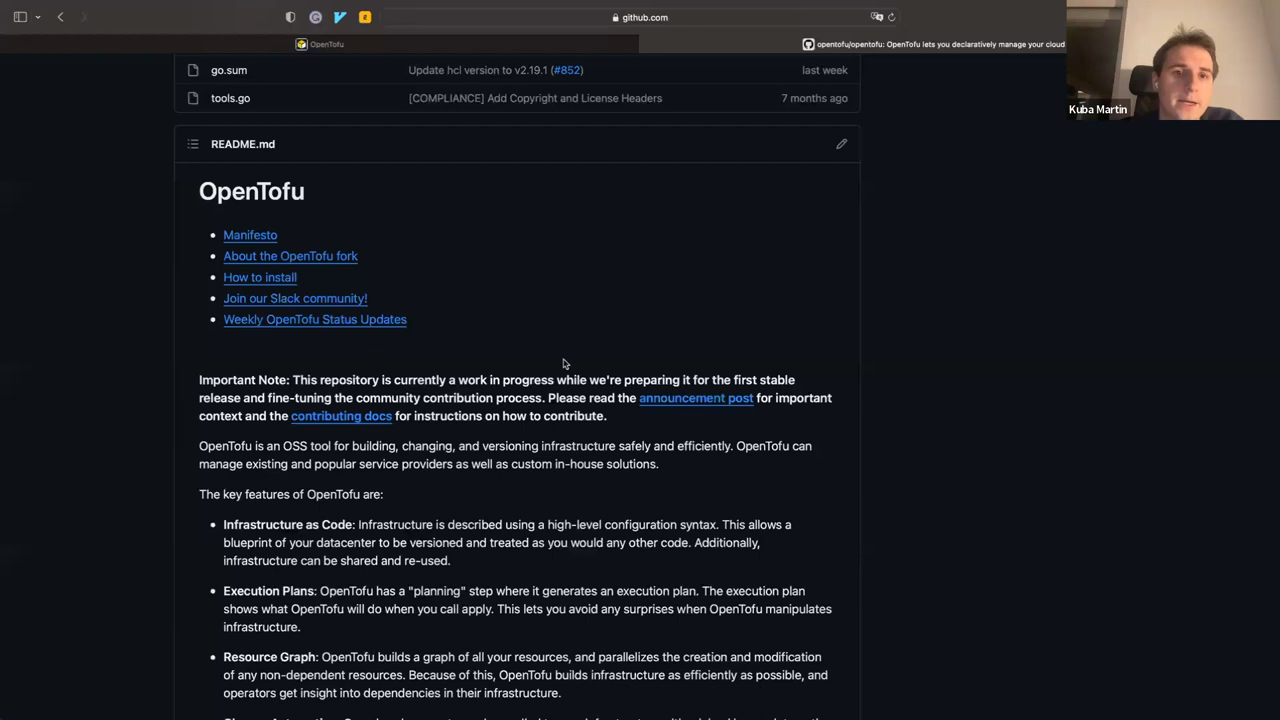 github.com
OpenTofu
opentofu/opentofu: OpenTofu lets you declaratively manage your cloud
Kuba Martin
go.sum Update hcl version to v2.19.1 (#852) last week
tools.go [COMPLIANCE] Add Copyright and License Headers 7 months ago
README.md
OpenTofu
Manifesto
About the OpenTofu fork
How to install
Join our Slack community!
Weekly OpenTofu Status Updates
Important Note: This repository is currently a work in progress while we're preparing it for the first stable
release and fine-tuning the community contribution process. Please read the announcement post for important
context and the contributing docs for instructions on how to contribute.
OpenTofu is an OSS tool for building, changing, and versioning infrastructure safely and efficiently. OpenTofu can
manage existing and popular service providers as well as custom in-house solutions.
The key features of OpenTofu are:
Infrastructure as Code: Infrastructure is described using a high-level configuration syntax. This allows a
blueprint of your datacenter to be versioned and treated as you would any other code. Additionally,
infrastructure can be shared and re-used.
Execution Plans: OpenTofu has a "planning" step where it generates an execution plan. The execution plan
shows what OpenTofu will do when you call apply. This lets you avoid any surprises when OpenTofu manipulates
infrastructure.
Resource Graph: OpenTofu builds a graph of all your resources, and parallelizes the creation and modification
of any non-dependent resources. Because of this, OpenTofu builds infrastructure as efficiently as possible, and
operators get insight into dependencies in their infrastructure.